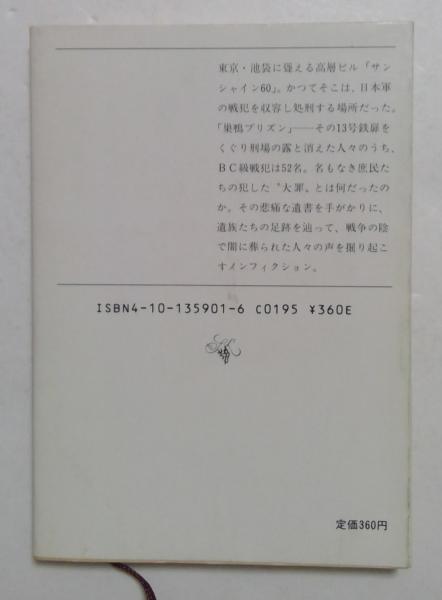 東京・池袋に聳える高層ビル「サン
シャイン60」。かつてそこは、日本軍
の戦犯を収容し処刑する場所だった。
「巣鴨プリズン」――その13号鉄扉を
くぐり刑場の露と消えた人々のうち、
ＢＣ級戦犯は52名。名もなき庶民た
ちの犯した〝大罪〟とは何だったの
か。その悲痛な遺書を手がかりに、
遺族たちの足跡を辿って、戦争の陰
で闇に葬られた人々の声を掘り起こ
すノンフィクション。
ISBN4-10-135901-6 C0195 ¥360E
定価360円